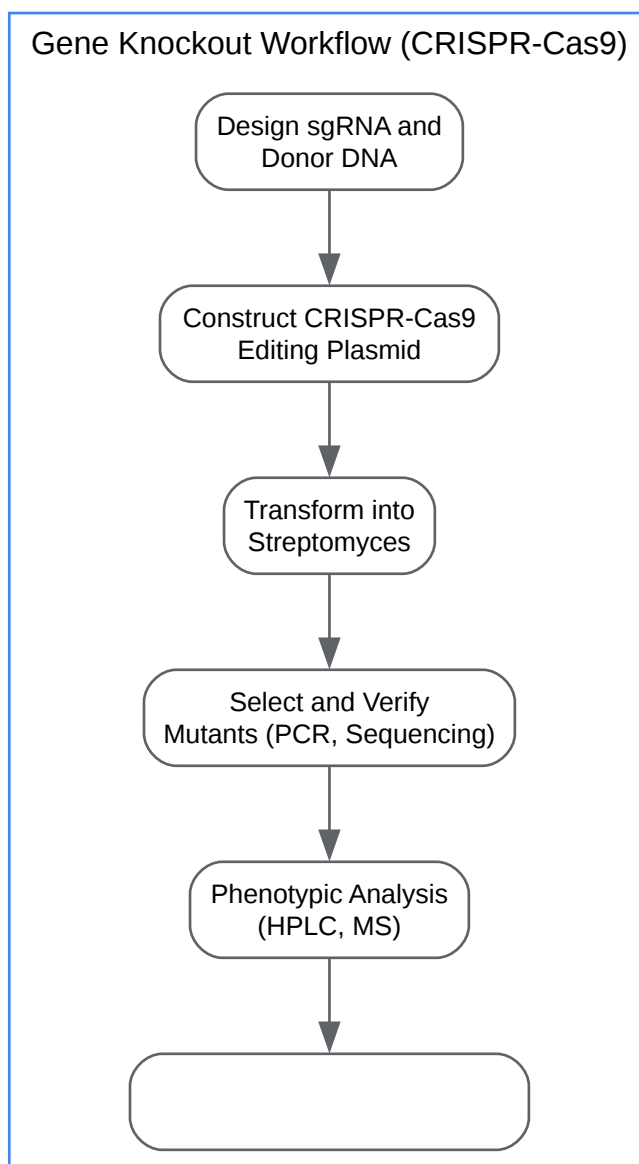 Gene Knockout Workflow (CRISPR-Cas9)
Design sgRNA and
Donor DNA
Construct CRISPR-Cas9
Editing Plasmid
Transform into
Streptomyces
Select and Verify
Mutants (PCR, Sequencing)
Phenotypic Analysis
(HPLC, MS)